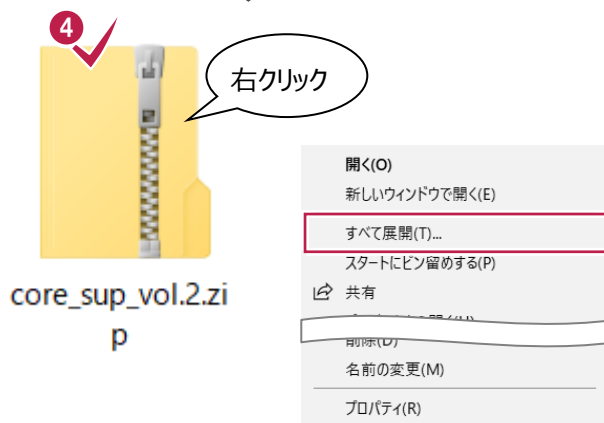 4
右クリック
core_sup_vol.2.zi
p
開く(O)
新しいウィンドウで開く(E)
すべて展開(T)...
スタートにピン留めする(P)
共有
削除(D)
名前の変更(M)
プロパティ(R)